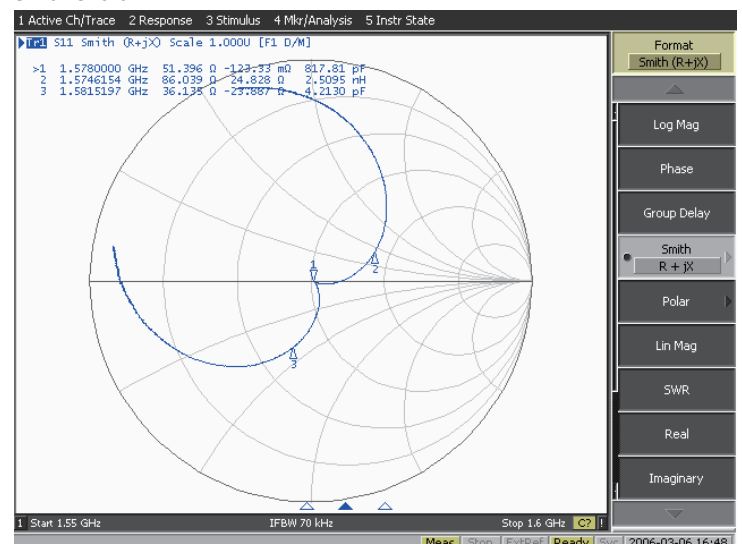 1 Active Ch/Trace 2 Response 3 Stimulus 4 Mkr/Analysis 5 Instr State
Tr1 S11 Smith (R+jX) Scale 1.000U [F1 D/M]
>1 1.5780000 GHz 51.396 Ω -123.33 mΩ 817.81 pF
2 1.5746154 GHz 86.039 Ω 24.828 Ω 2.5095 nH
3 1.5815197 GHz 36.135 Ω -23.887 Ω 4.2130 pF
1
2
3
Format
Smith (R+jX)
Log Mag
Phase
Group Delay
Smith
R + jX
Polar
Lin Mag
SWR
Real
Imaginary
1 Start 1.55 GHz IFBW 70 kHz Stop 1.6 GHz C? !
Meas Stop ExtRef Ready Svc 2006-03-06 16:48